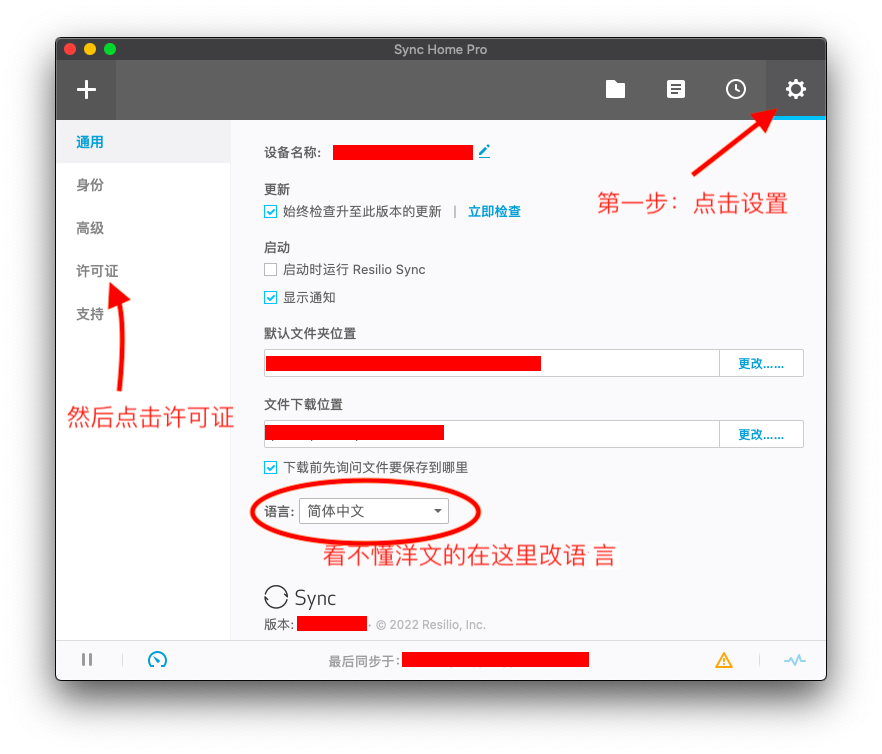 Sync Home Pro
通用
身份
高级
许可证
支持
然后点击许可证
第一步：点击设置
设备名称:
更新
始终检查升至此版本的更新 | 立即检查
启动
启动时运行 Resilio Sync
显示通知
默认文件夹位置
更改......
文件下载位置
更改......
下载前先询问文件要保存到哪里
语言: 简体中文
看不懂洋文的在这里改语言
Sync
版本: · © 2022 Resilio, Inc.
最后同步于: